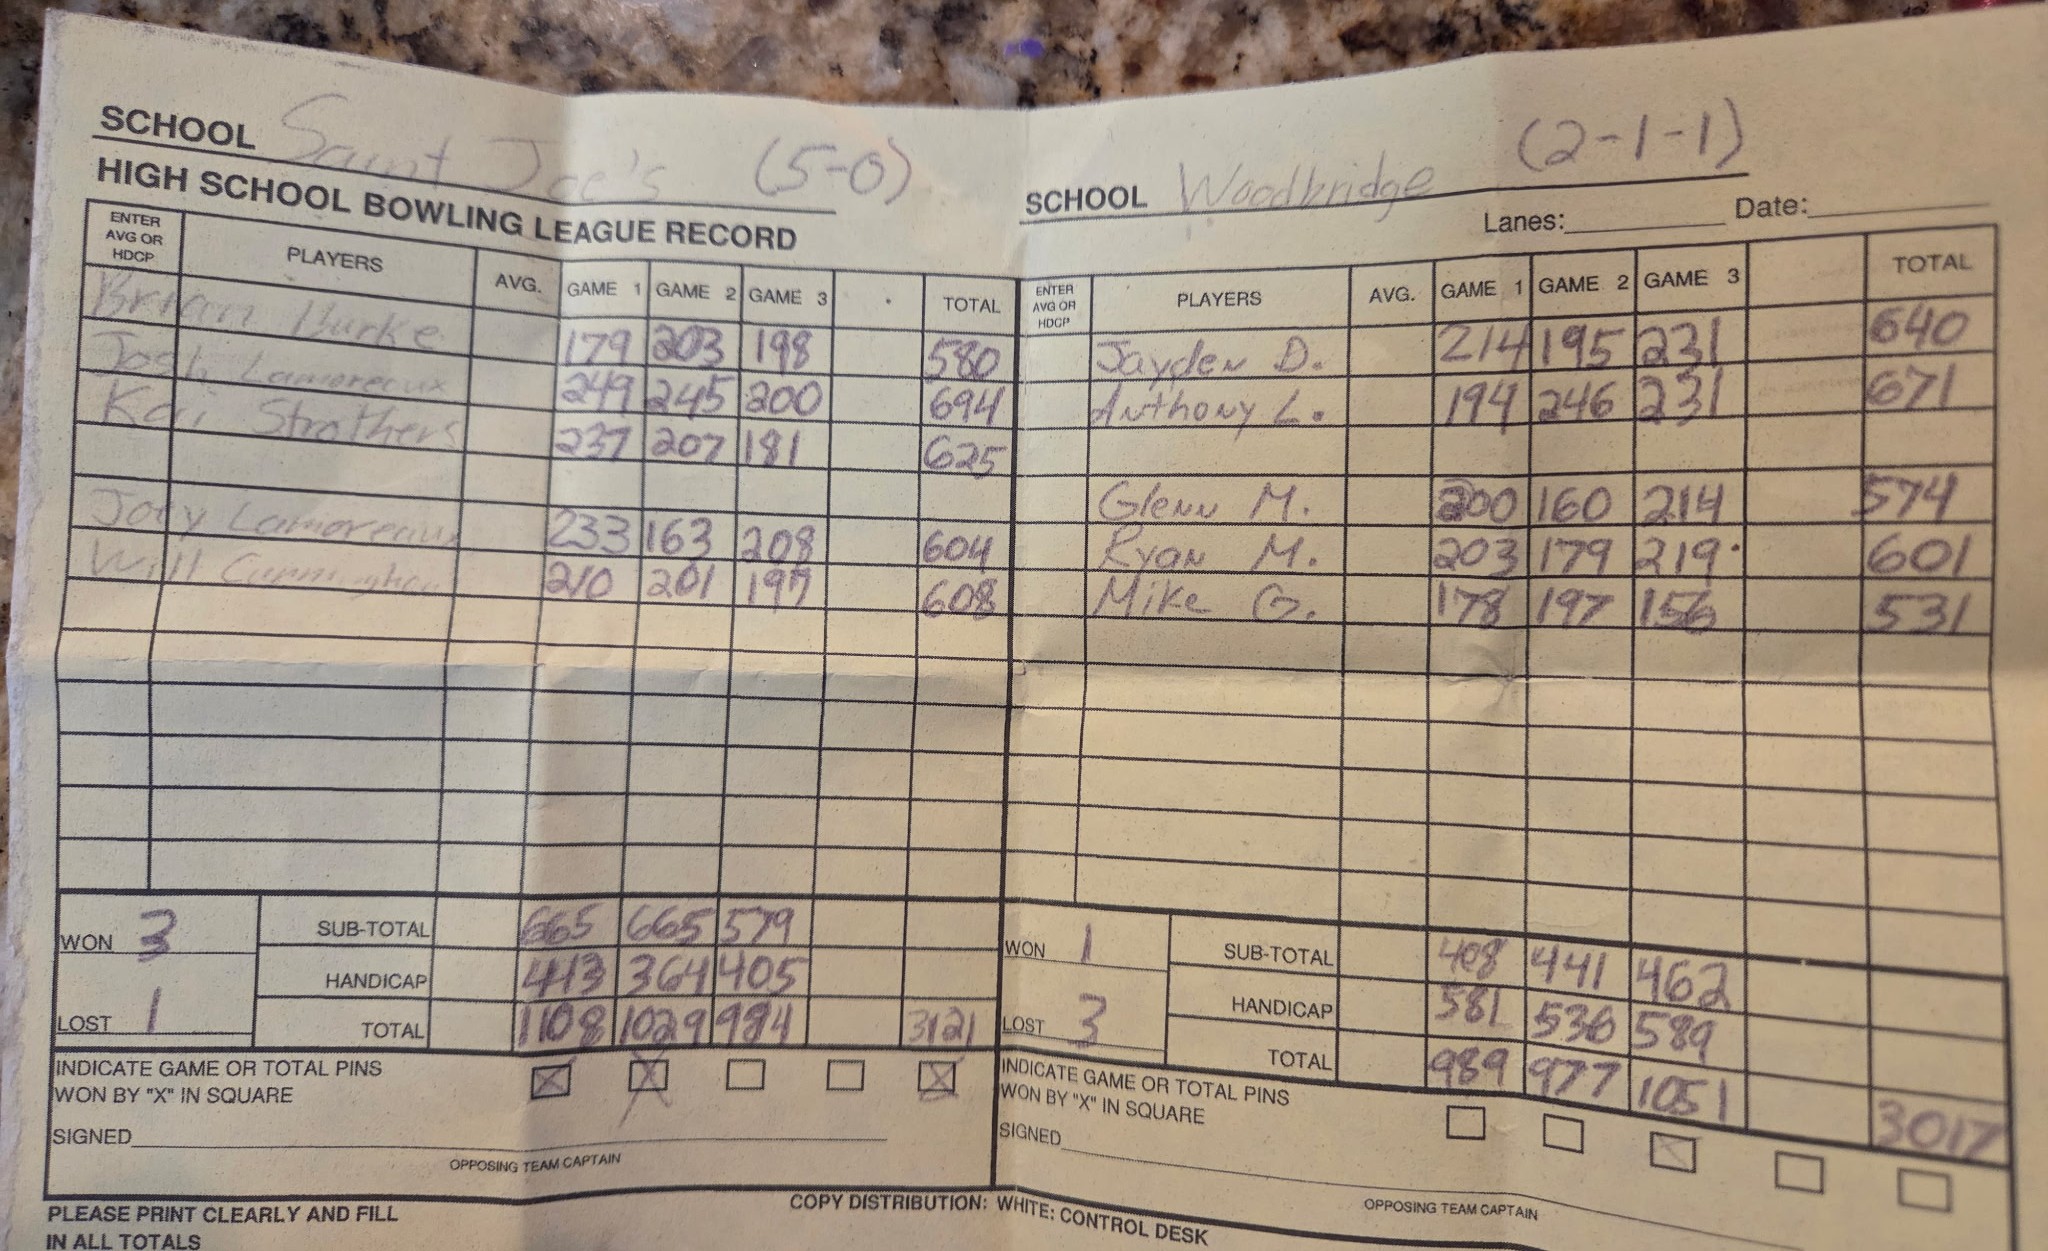 SCHOOL Saint Joe's (5-0)
HIGH SCHOOL BOWLING LEAGUE RECORD
ENTER AVG OR HDCP PLAYERS AVG. GAME 1 GAME 2 GAME 3 TOTAL
Brian Burke 179 203 198 580
Josh Lamoreaux 249 245 200 694
Kai Strothers 237 207 181 625
Joey Lamoreaux 233 163 208 604
Will Cunningham 210 201 197 608
WON 3 SUB-TOTAL 665 665 579
HANDICAP 443 364 405
LOST 1 TOTAL 1108 1029 984 3121
INDICATE GAME OR TOTAL PINS
WON BY "X" IN SQUARE
SIGNED
OPPOSING TEAM CAPTAIN
PLEASE PRINT CLEARLY AND FILL
IN ALL TOTALS
SCHOOL Woodbridge (2-1-1)
Lanes: Date:
ENTER AVG OR HDCP PLAYERS AVG. GAME 1 GAME 2 GAME 3 TOTAL
Jayden D. 214 195 231 640
Anthony L. 194 246 231 671
Glenn M. 200 160 214 574
Ryan M. 203 179 219 601
Mike G. 178 197 156 531
WON 1 SUB-TOTAL 408 441 462
HANDICAP 581 536 589
LOST 3 TOTAL 989 977 1051 3017
INDICATE GAME OR TOTAL PINS
WON BY "X" IN SQUARE
SIGNED
OPPOSING TEAM CAPTAIN
COPY DISTRIBUTION: WHITE: CONTROL DESK